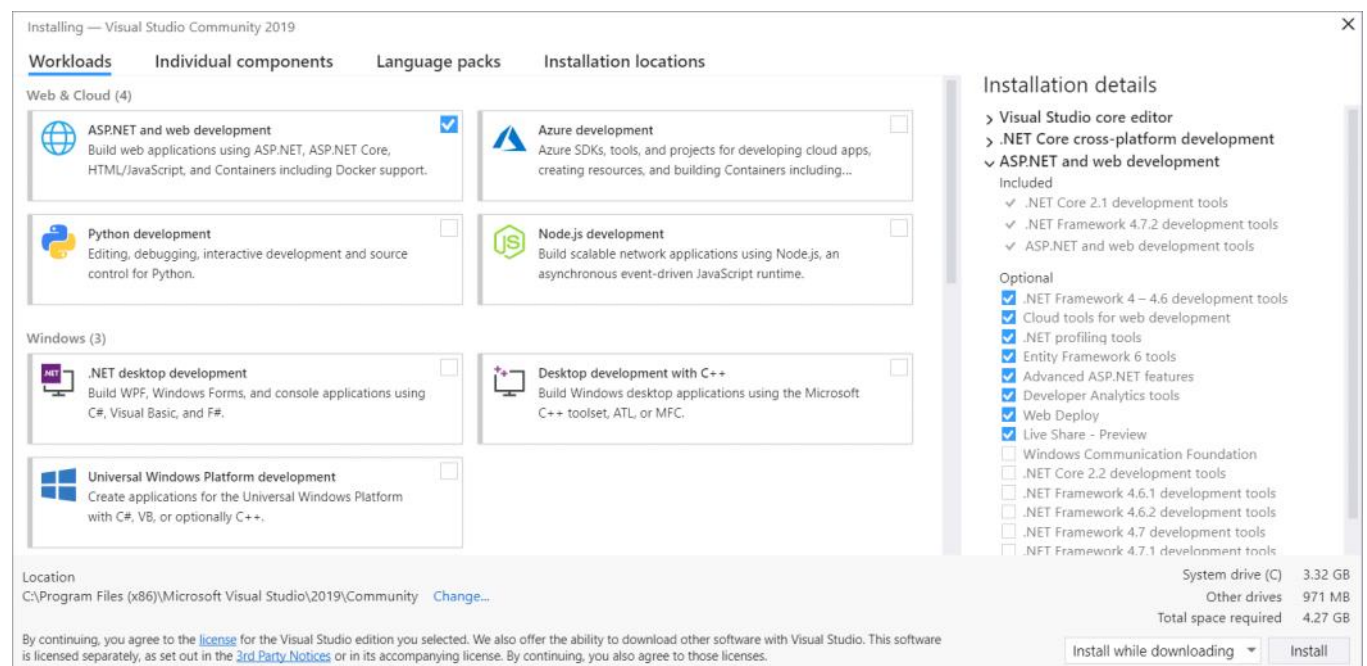 Installing — Visual Studio Community 2019
Workloads Individual components Language packs Installation locations
Web & Cloud (4)
ASP.NET and web development
Build web applications using ASP.NET, ASP.NET Core,
HTML/JavaScript, and Containers including Docker support.
Azure development
Azure SDKs, tools, and projects for developing cloud apps,
creating resources, and building Containers including...
Python development
Editing, debugging, interactive development and source
control for Python.
Node.js development
Build scalable network applications using Node.js, an
asynchronous event-driven JavaScript runtime.
Windows (3)
.NET desktop development
Build WPF, Windows Forms, and console applications using
C#, Visual Basic, and F#.
Desktop development with C++
Build Windows desktop applications using the Microsoft
C++ toolset, ATL, or MFC.
Universal Windows Platform development
Create applications for the Universal Windows Platform
with C#, VB, or optionally C++.
Installation details
Visual Studio core editor
.NET Core cross-platform development
ASP.NET and web development
Included
.NET Core 2.1 development tools
.NET Framework 4.7.2 development tools
ASP.NET and web development tools
Optional
.NET Framework 4 – 4.6 development tools
Cloud tools for web development
.NET profiling tools
Entity Framework 6 tools
Advanced ASP.NET features
Developer Analytics tools
Web Deploy
Live Share - Preview
Windows Communication Foundation
.NET Core 2.2 development tools
.NET Framework 4.6.1 development tools
.NET Framework 4.6.2 development tools
.NET Framework 4.7 development tools
.NET Framework 4.7.1 development tools
Location
C:\Program Files (x86)\Microsoft Visual Studio\2019\Community Change...
System drive (C) 3.32 GB
Other drives 971 MB
Total space required 4.27 GB
By continuing, you agree to the license for the Visual Studio edition you selected. We also offer the ability to download other software with Visual Studio. This software
is licensed separately, as set out in the 3rd Party Notices or in its accompanying license. By continuing, you also agree to those licenses.
Install while downloading Install